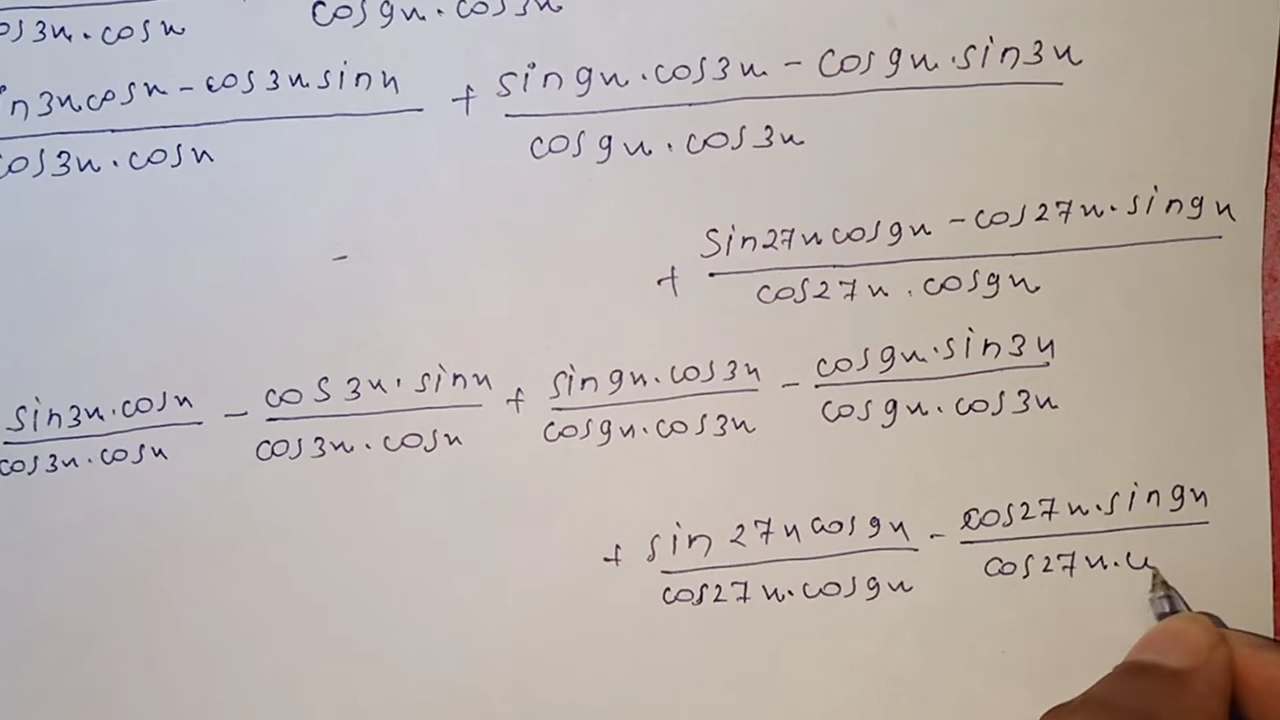 os3x·cosx cos9x·cos3x
n3xcosx - cos3xsinx + sin9x·cos3x - cos9x·sin3x
cos3x·cosx cos9x·cos3x
sin27xcos9x - cos27x·sin9x
-
+
cos27x·cos9x
sin3x·cosx - cos3x·sinx + sin9x·cos3x - cos9x·sin3x
cos3x·cosx cos3x·cosx cos9x·cos3x cos9x·cos3x
+ sin27xcos9x - cos27x·sin9x
cos27x·cos9x cos27x·c